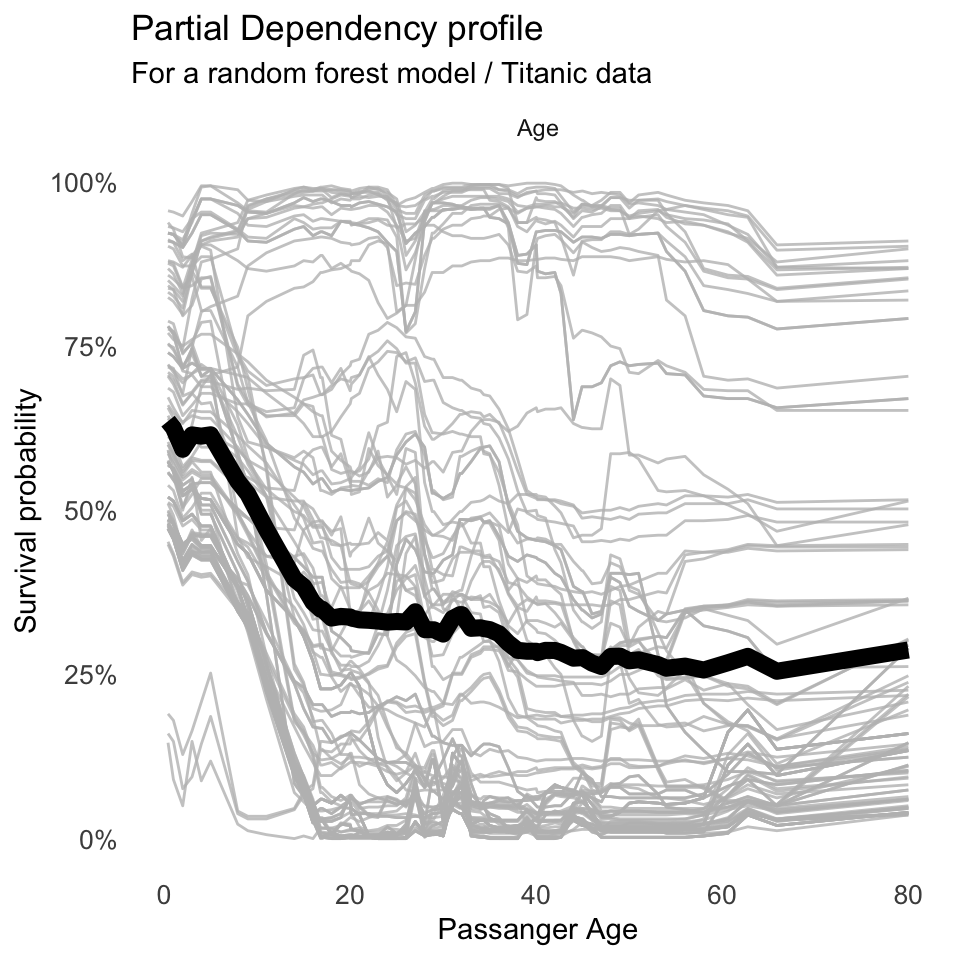 Partial Dependency profile
For a random forest model / Titanic data
Age
100%
75%
50%
25%
0%
Survival probability
0 20 40 60 80
Passanger Age